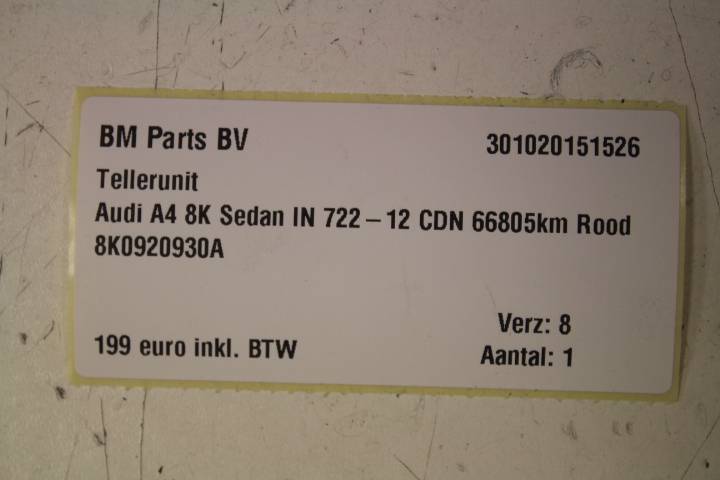 BM Parts BV 301020151526
Tellerunit
Audi A4 8K Sedan IN 722-12 CDN 66805km Rood
8K0920930A
Verz: 8
199 euro inkl. BTW Aantal: 1